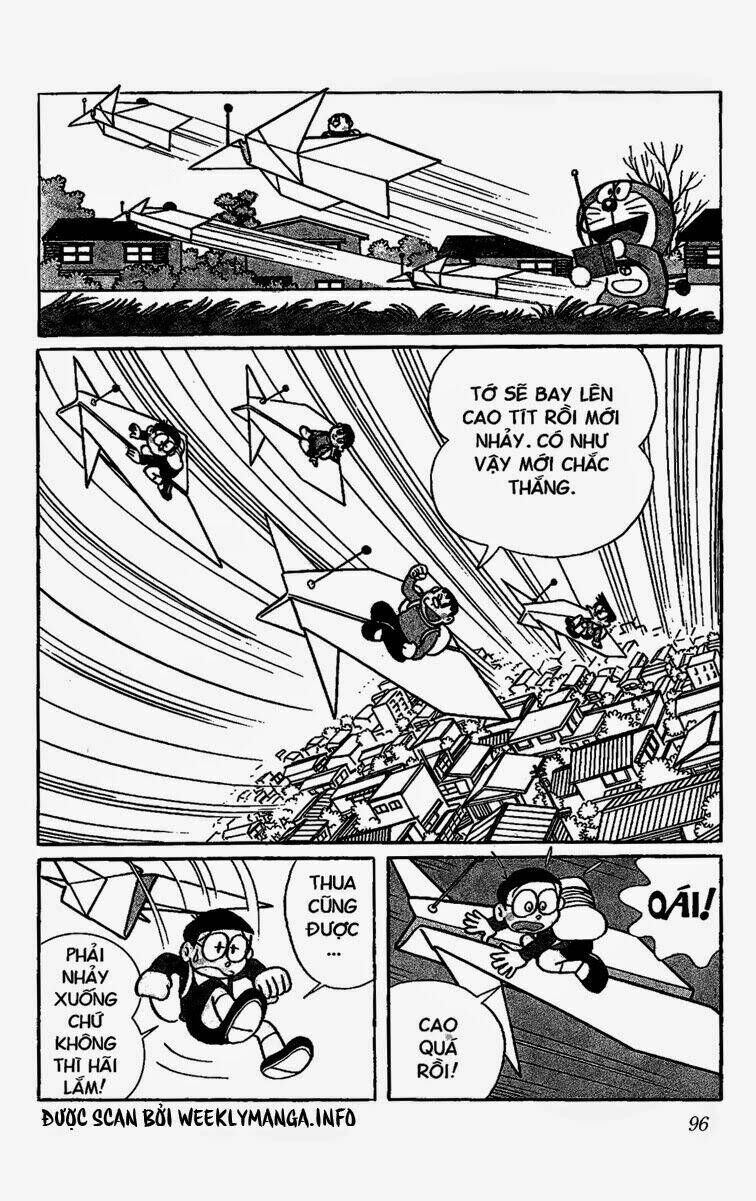 TỚ SẼ BAY LÊN
CAO TÍT RỒI MỚI
NHẢY. CÓ NHƯ
VẬY MỚI CHẮC
THẮNG.
QÁI!
CAO
QUÁ
RỒI!
THUA
CŨNG
ĐƯỢC
...
PHẢI
NHẢY
XUỐNG
CHỨ
KHÔNG
THÌ HÃI
LẮM!
ĐƯỢC SCAN BỞI WEEKLYMANGA.INFO
96